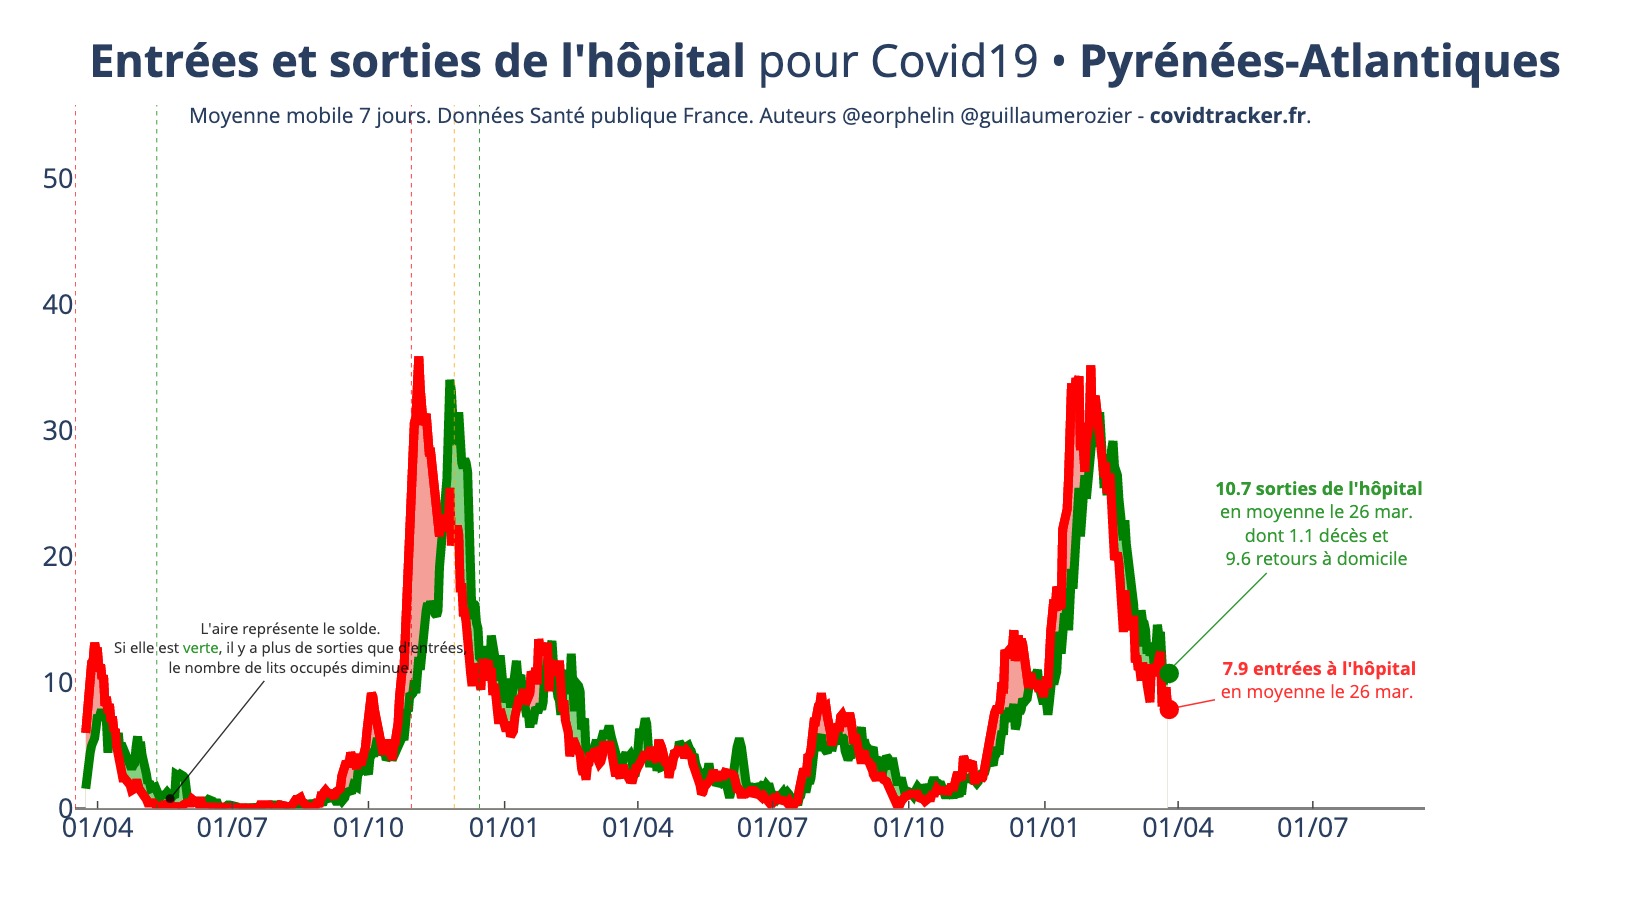 Entrées et sorties de l'hôpital pour Covid19 • Pyrénées-Atlantiques
Moyenne mobile 7 jours. Données Santé publique France. Auteurs @eorphelin @guillaumerozier - covidtracker.fr.
50
40
30
20
10
0
10.7 sorties de l'hôpital
en moyenne le 26 mar.
dont 1.1 décès et
9.6 retours à domicile
L'aire représente le solde.
Si elle est verte, il y a plus de sorties que d'entrées,
le nombre de lits occupés diminue.
7.9 entrées à l'hôpital
en moyenne le 26 mar.
01/04 01/07 01/10 01/01 01/04 01/07 01/10 01/01 01/04 01/07